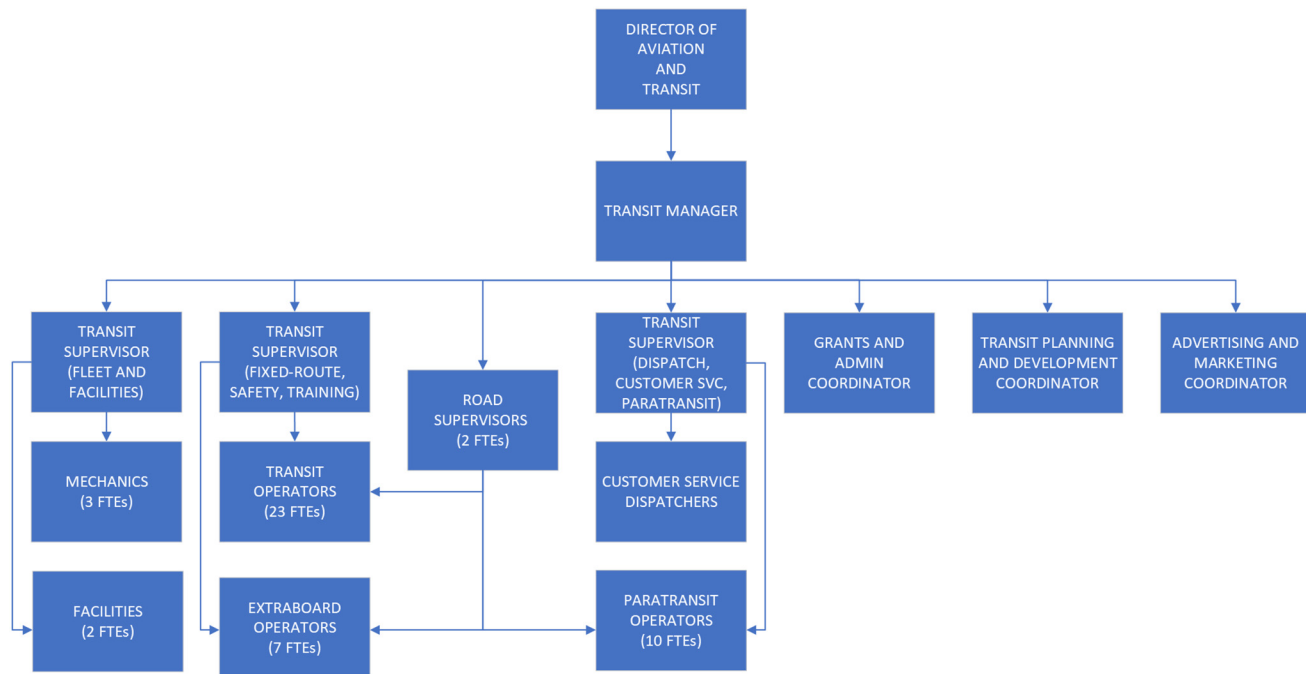 DIRECTOR OF
AVIATION
AND
TRANSIT
TRANSIT MANAGER
TRANSIT
SUPERVISOR
(FLEET AND
FACILITIES)
TRANSIT
SUPERVISOR
(FIXED-ROUTE,
SAFETY, TRAINING)
ROAD
SUPERVISORS
(2 FTEs)
TRANSIT
SUPERVISOR
(DISPATCH,
CUSTOMER SVC,
PARATRANSIT)
GRANTS AND
ADMIN
COORDINATOR
TRANSIT PLANNING
AND DEVELOPMENT
COORDINATOR
ADVERTISING AND
MARKETING
COORDINATOR
MECHANICS
(3 FTEs)
TRANSIT
OPERATORS
(23 FTEs)
CUSTOMER SERVICE
DISPATCHERS
FACILITIES
(2 FTEs)
EXTRABOARD
OPERATORS
(7 FTEs)
PARATRANSIT
OPERATORS
(10 FTEs)